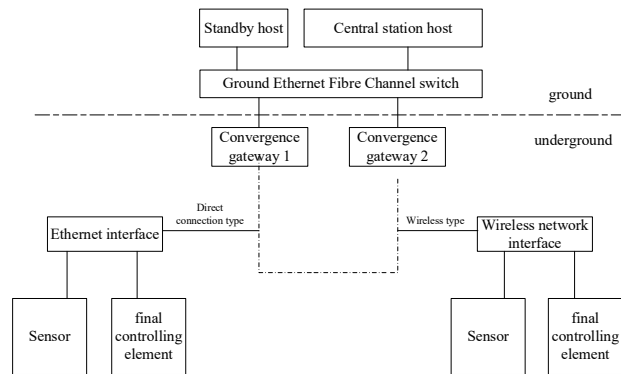 Standby host
Central station host
Ground Ethernet Fibre Channel switch
ground
underground
Convergence
gateway 1
Convergence
gateway 2
Direct
connection type
Wireless type
Ethernet interface
Wireless network
interface
Sensor
final
controlling
element
Sensor
final
controlling
element